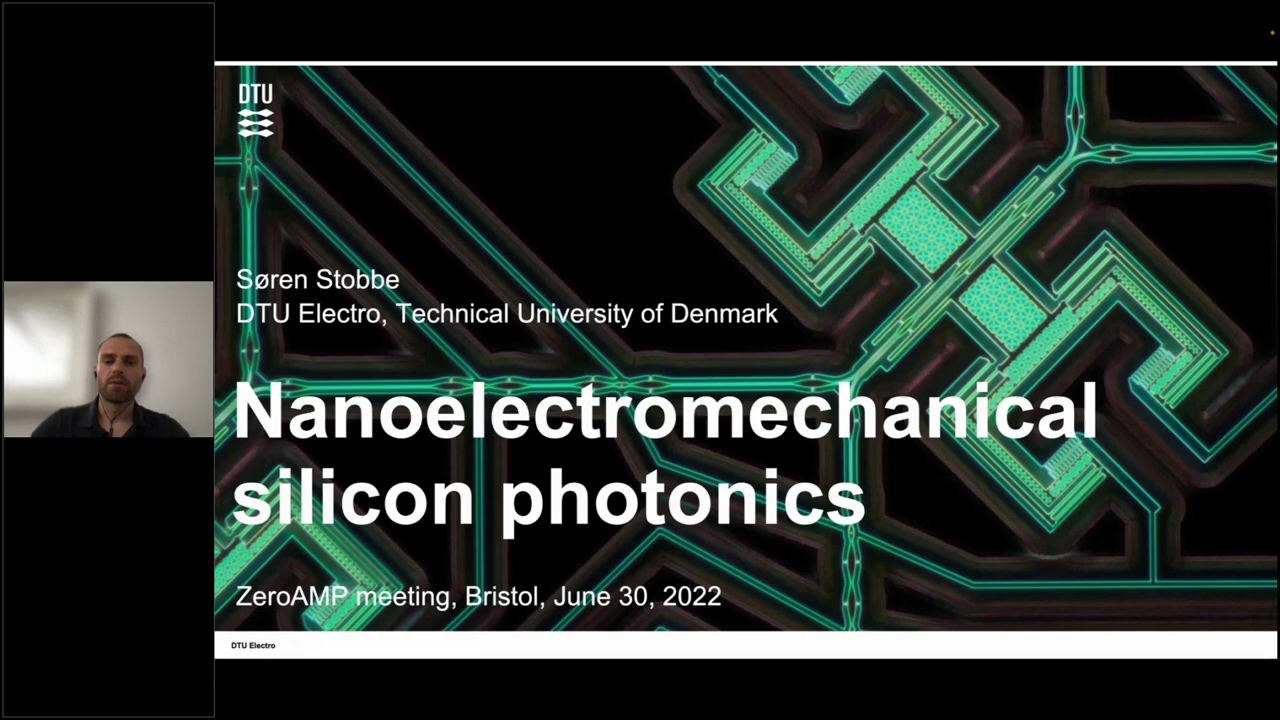 DTU
Søren Stobbe
DTU Electro, Technical University of Denmark
Nanoelectromechanical
silicon photonics
ZeroAMP meeting, Bristol, June 30, 2022
DTU Electro